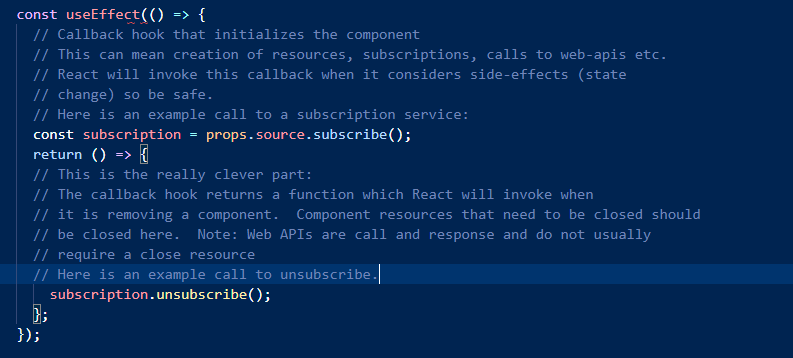 const useEffect(() => {
// Callback hook that initializes the component
// This can mean creation of resources, subscriptions, calls to web-apis etc.
// React will invoke this callback when it considers side-effects (state
// change) so be safe.
// Here is an example call to a subscription service:
const subscription = props.source.subscribe();
return () => {
// This is the really clever part:
// The callback hook returns a function which React will invoke when
// it is removing a component.  Component resources that need to be closed should
// be closed here.  Note: Web APIs are call and response and do not usually
// require a close resource
// Here is an example call to unsubscribe.
subscription.unsubscribe();
};
});